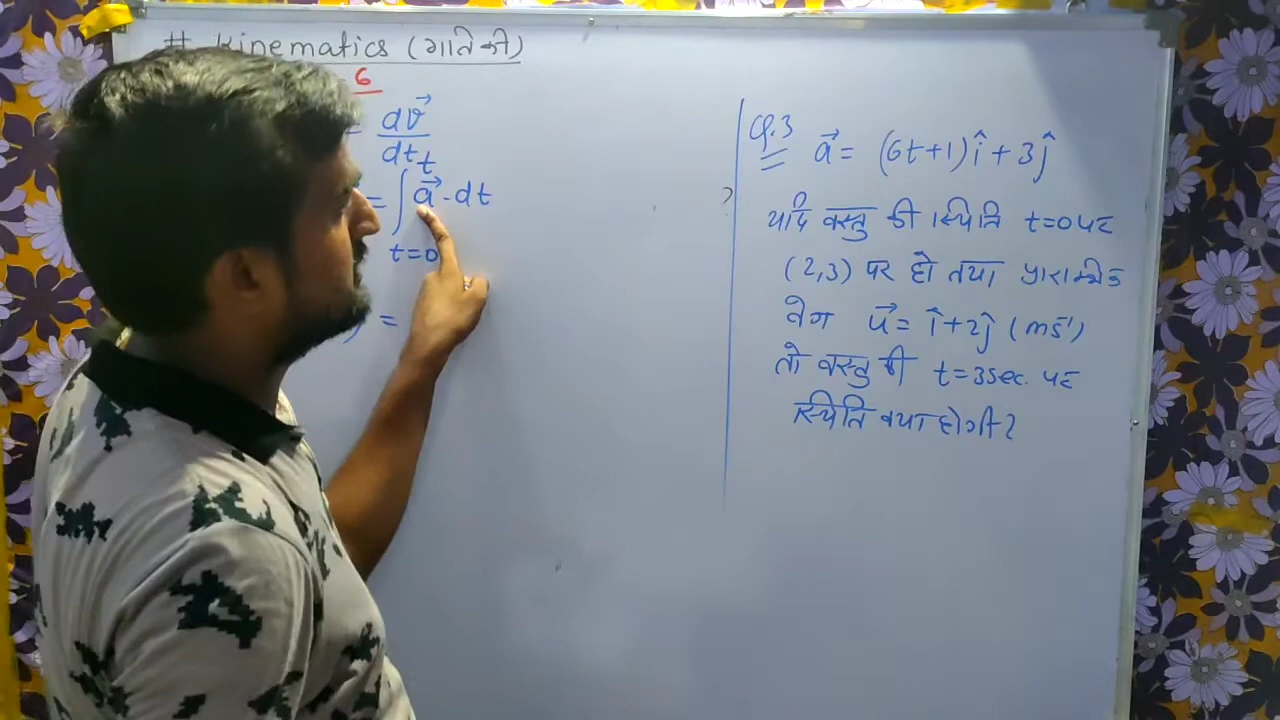 # Kinematics (गतिकी)
6
= dv⃗/dt
= ∫ a⃗ - dt
t
t=0
) =
Q.3 a⃗ = (6t+1)î + 3ĵ
?
यदि वस्तु की स्थिति t=0 पर
(2,3) पर हो तथा प्रारम्भिक
वेग u⃗ = î+2ĵ (ms⁻¹)
तो वस्तु की t=3sec. पर
स्थिति क्या होगी?